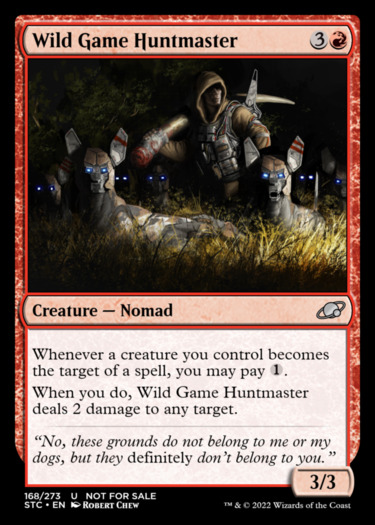 Wild Game Huntmaster 3
Creature — Nomad
Whenever a creature you control becomes
the target of a spell, you may pay 1.
When you do, Wild Game Huntmaster
deals 2 damage to any target.
“No, these grounds do not belong to me or my
dogs, but they definitely don’t belong to you.”
3/3
168/273 U NOT FOR SALE
STC • EN Robert Chew
™ & © 2022 Wizards of the Coast